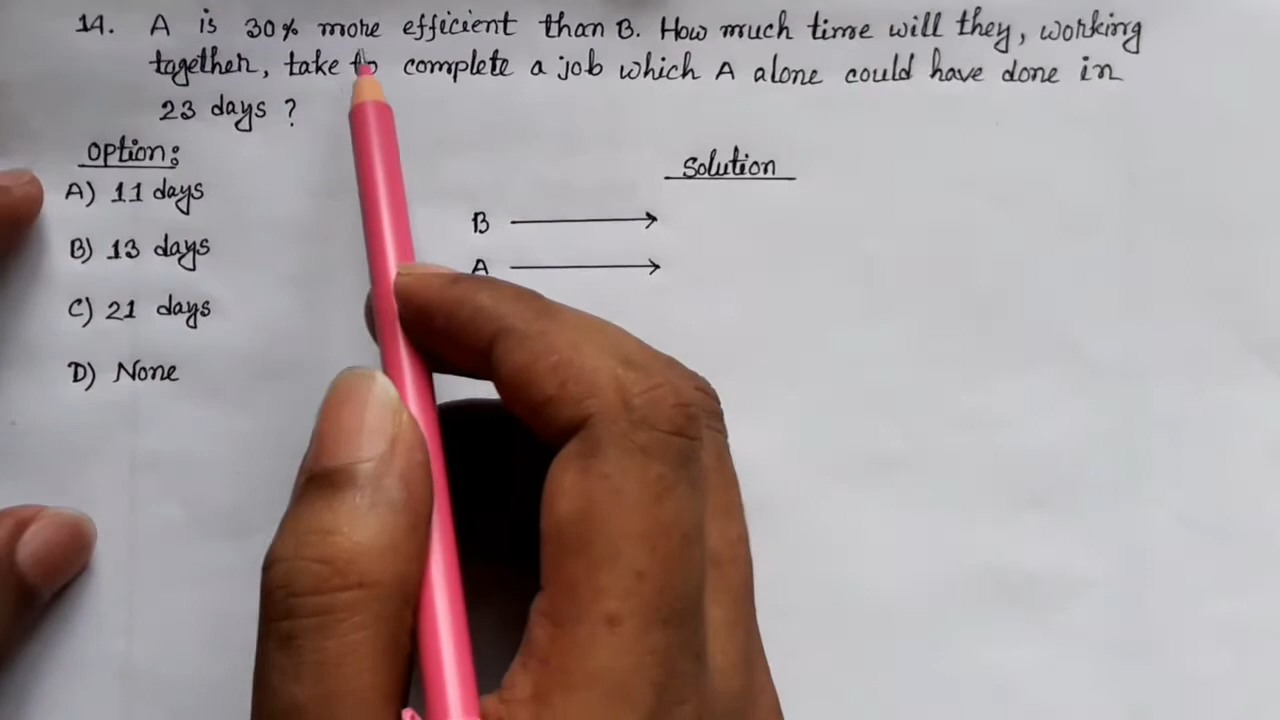 14. A is 30% more efficient than B. How much time will they, working
together, take to complete a job which A alone could have done in
23 days ?
Option:
A) 11 days
B) 13 days
C) 21 days
D) None
Solution
B
A